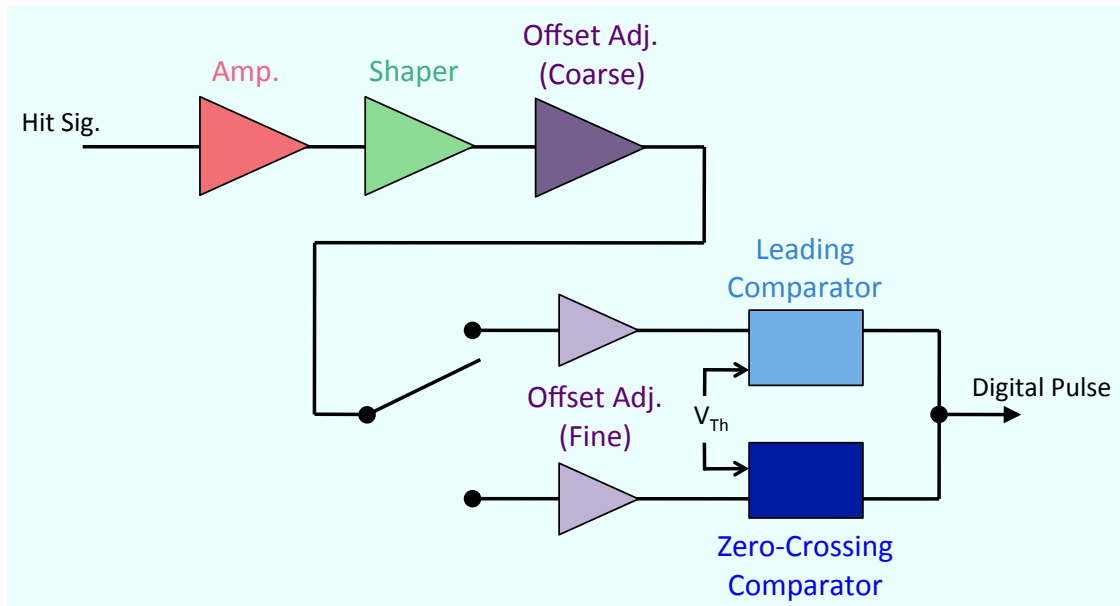 Offset Adj.
(Coarse)
Amp.
Shaper
Hit Sig.
Leading
Comparator
Offset Adj.
(Fine)
V_Th
Digital Pulse
Zero-Crossing
Comparator